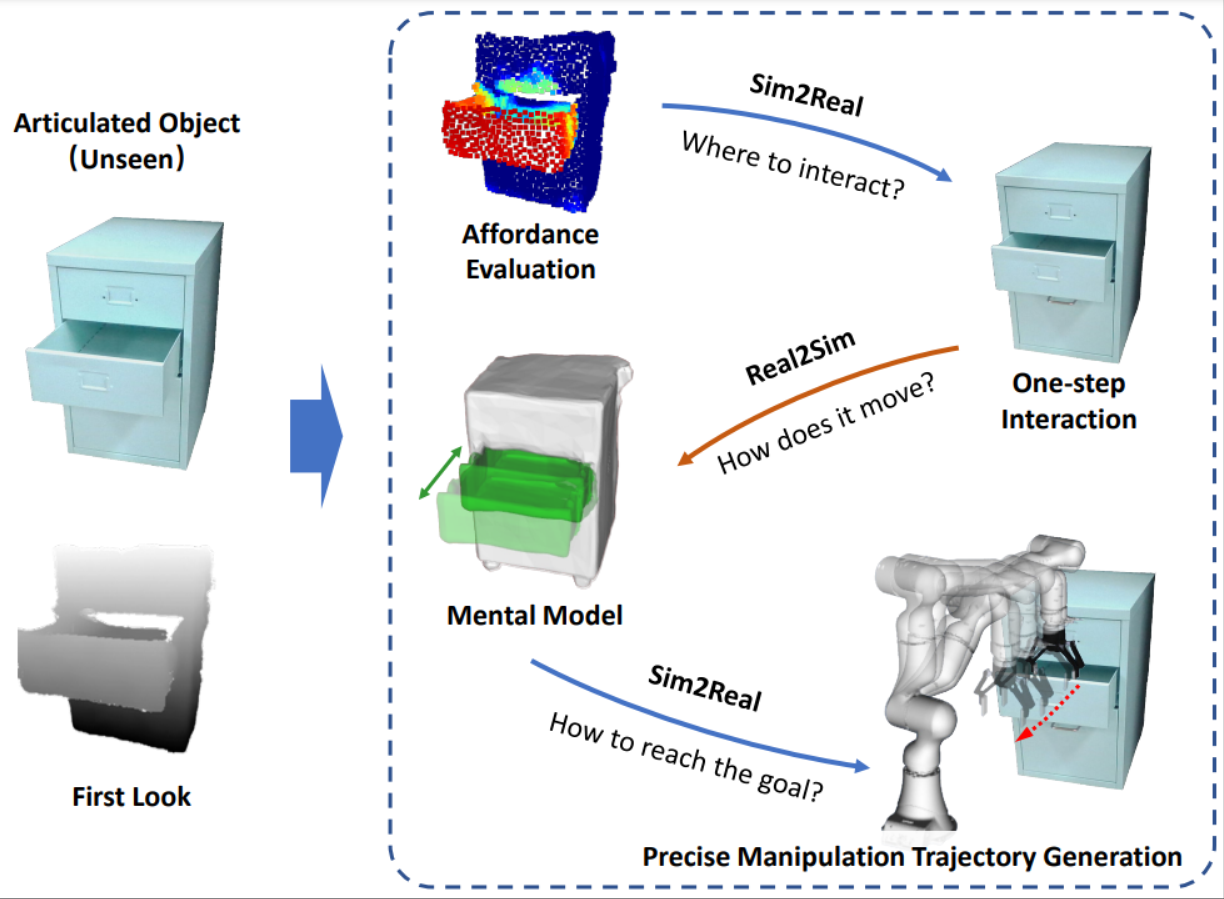 Articulated Object
(Unseen)
First Look
Affordance
Evaluation
Sim2Real
Where to interact?
One-step
Interaction
Real2Sim
How does it move?
Mental Model
Sim2Real
How to reach the goal?
Precise Manipulation Trajectory Generation